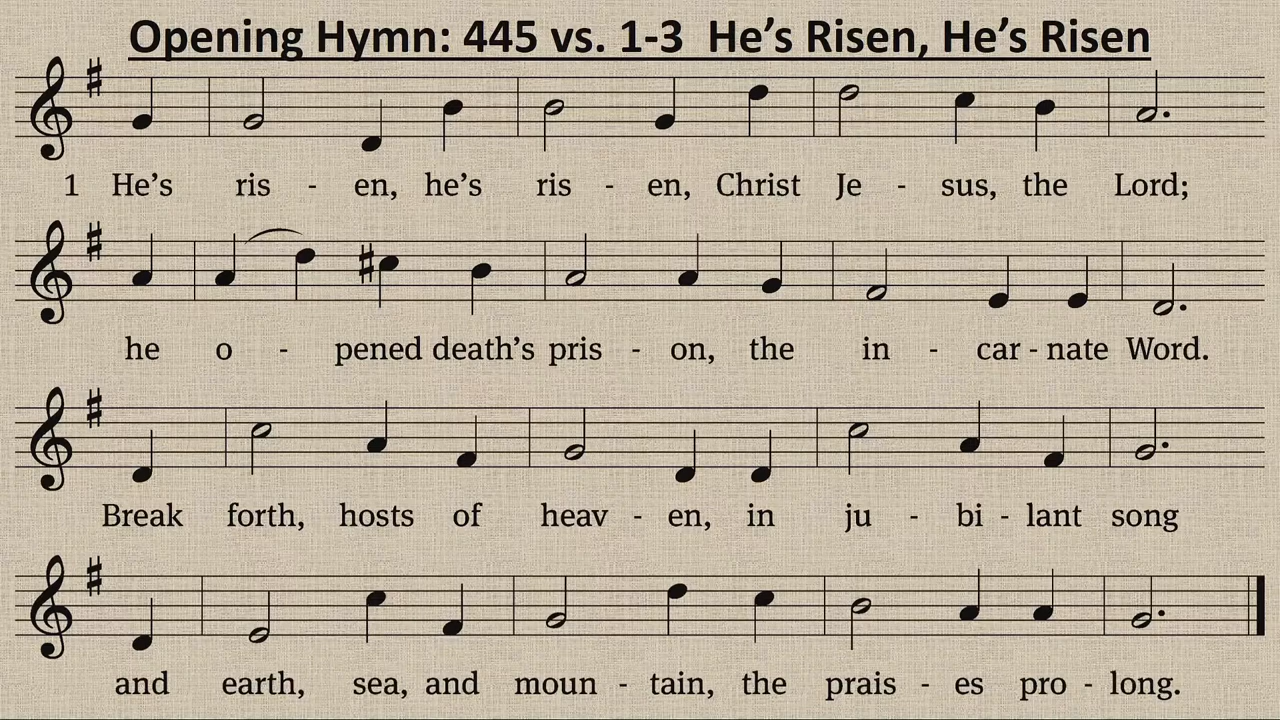 Opening Hymn: 445 vs. 1-3  He’s Risen, He’s Risen
1 He’s ris - en, he’s ris - en, Christ Je - sus, the Lord;
he o - pened death’s pris - on, the in - car - nate Word.
Break forth, hosts of heav - en, in ju - bi - lant song
and earth, sea, and moun - tain, the prais - es pro - long.